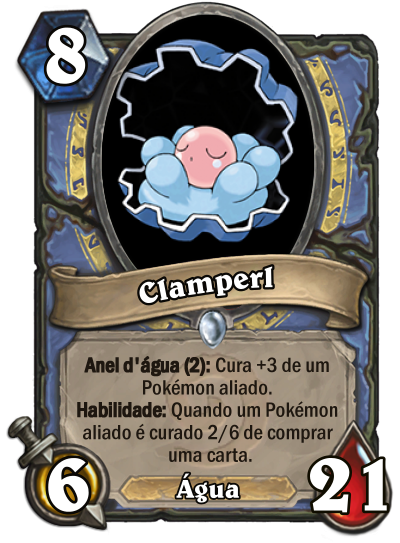 8
Clamperl
Anel d'água (2): Cura +3 de um
Pokémon aliado.
Habilidade: Quando um Pokémon
aliado é curado 2/6 de comprar
uma carta.
6
Água
21